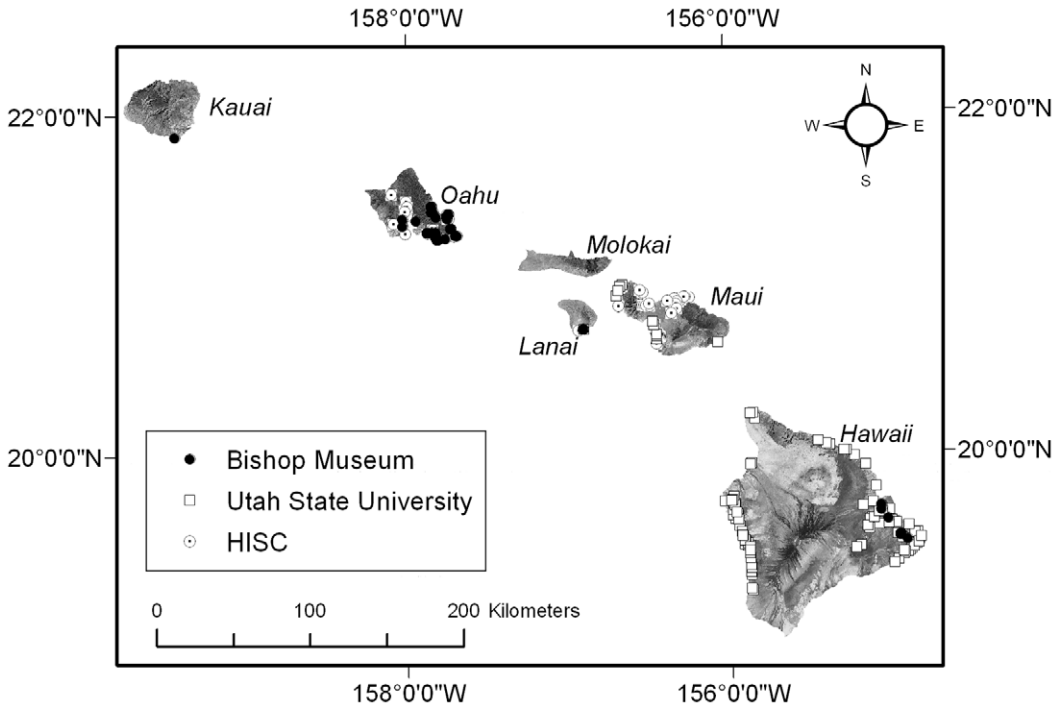 158°0'0"W 156°0'0"W
N
22°0'0"N Kauai 22°0'0"N
W E
S
Oahu
Molokai
Maui
Lanai
Hawaii
20°0'0"N 20°0'0"N
Bishop Museum
Utah State University
HISC
0 100 200 Kilometers
158°0'0"W 156°0'0"W